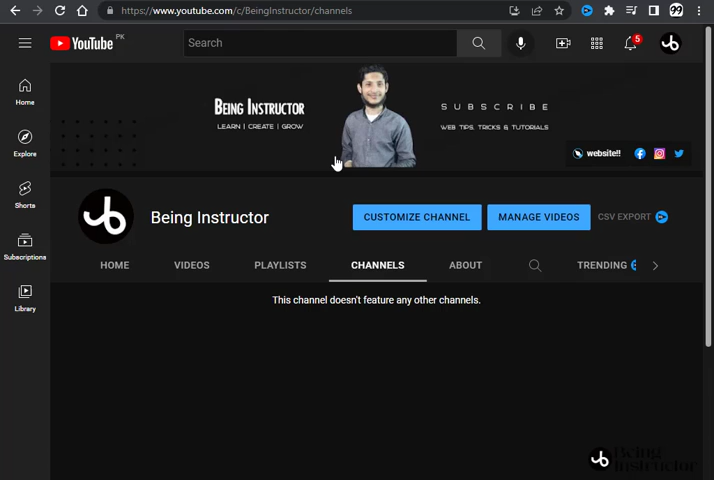 https://www.youtube.com/c/BeingInstructor/channels
99
YouTube PK
Search
5
Home
Explore
Shorts
Subscriptions
Library
BEING INSTRUCTOR
LEARN | CREATE | GROW
SUBSCRIBE
WEB TIPS, TRICKS & TUTORIALS
website!!
Being Instructor
CUSTOMIZE CHANNEL
MANAGE VIDEOS
CSV EXPORT
HOME
VIDEOS
PLAYLISTS
CHANNELS
ABOUT
TRENDING
This channel doesn't feature any other channels.
Being
Instructor